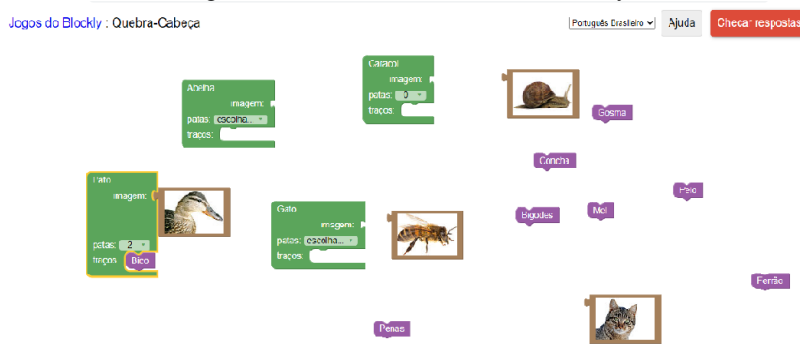 Jogos do Blockly : Quebra-Cabeça
Português Brasileiro
Ajuda
Checar respostas
Abelha
imagem:
patas: escolha...
traços:
Caracol
imagem:
patas: 0
traços:
Gosma
Concha
Pato
imagem:
patas: 2
traços Bico
Gato
imagem:
patas: escolha...
traços:
Bigodes
Mel
Pelo
Ferrão
Penas